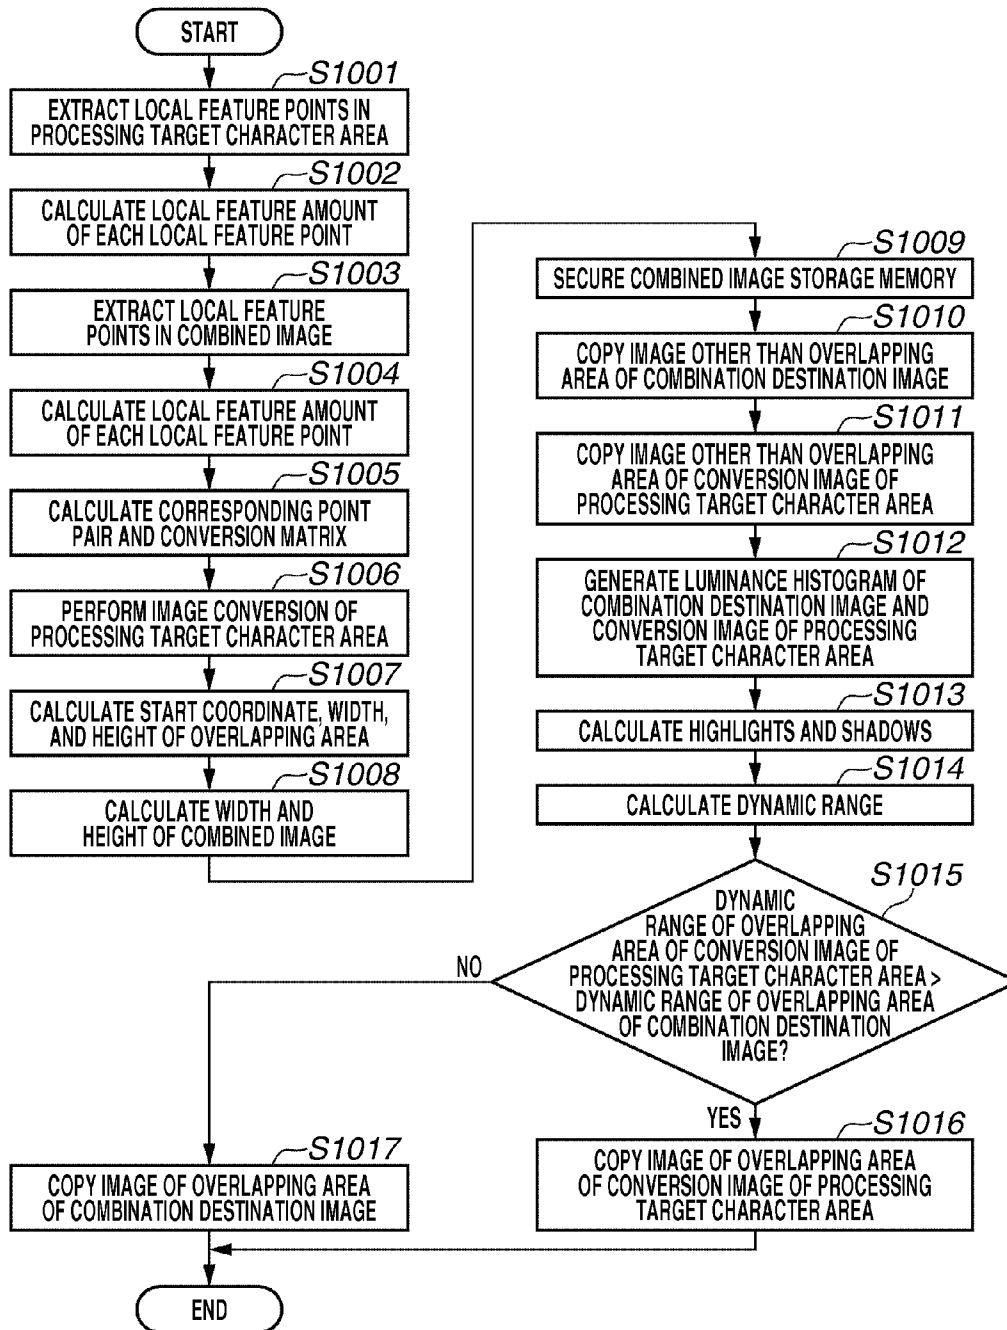 START
S1001
EXTRACT LOCAL FEATURE POINTS IN
PROCESSING TARGET CHARACTER AREA
S1002
CALCULATE LOCAL FEATURE AMOUNT
OF EACH LOCAL FEATURE POINT
S1003
EXTRACT LOCAL FEATURE
POINTS IN COMBINED IMAGE
S1004
CALCULATE LOCAL FEATURE AMOUNT
OF EACH LOCAL FEATURE POINT
S1005
CALCULATE CORRESPONDING POINT
PAIR AND CONVERSION MATRIX
S1006
PERFORM IMAGE CONVERSION OF
PROCESSING TARGET CHARACTER AREA
S1007
CALCULATE START COORDINATE, WIDTH,
AND HEIGHT OF OVERLAPPING AREA
S1008
CALCULATE WIDTH AND
HEIGHT OF COMBINED IMAGE
S1009
SECURE COMBINED IMAGE STORAGE MEMORY
S1010
COPY IMAGE OTHER THAN OVERLAPPING
AREA OF COMBINATION DESTINATION IMAGE
S1011
COPY IMAGE OTHER THAN OVERLAPPING
AREA OF CONVERSION IMAGE OF
PROCESSING TARGET CHARACTER AREA
S1012
GENERATE LUMINANCE HISTOGRAM OF
COMBINATION DESTINATION IMAGE AND
CONVERSION IMAGE OF PROCESSING
TARGET CHARACTER AREA
S1013
CALCULATE HIGHLIGHTS AND SHADOWS
S1014
CALCULATE DYNAMIC RANGE
S1015
DYNAMIC
RANGE OF OVERLAPPING
AREA OF CONVERSION IMAGE OF
PROCESSING TARGET CHARACTER AREA >
DYNAMIC RANGE OF OVERLAPPING AREA
OF COMBINATION DESTINATION
IMAGE?
NO
YES
S1016
COPY IMAGE OF OVERLAPPING AREA
OF CONVERSION IMAGE OF PROCESSING
TARGET CHARACTER AREA
S1017
COPY IMAGE OF OVERLAPPING AREA
OF COMBINATION DESTINATION IMAGE
END